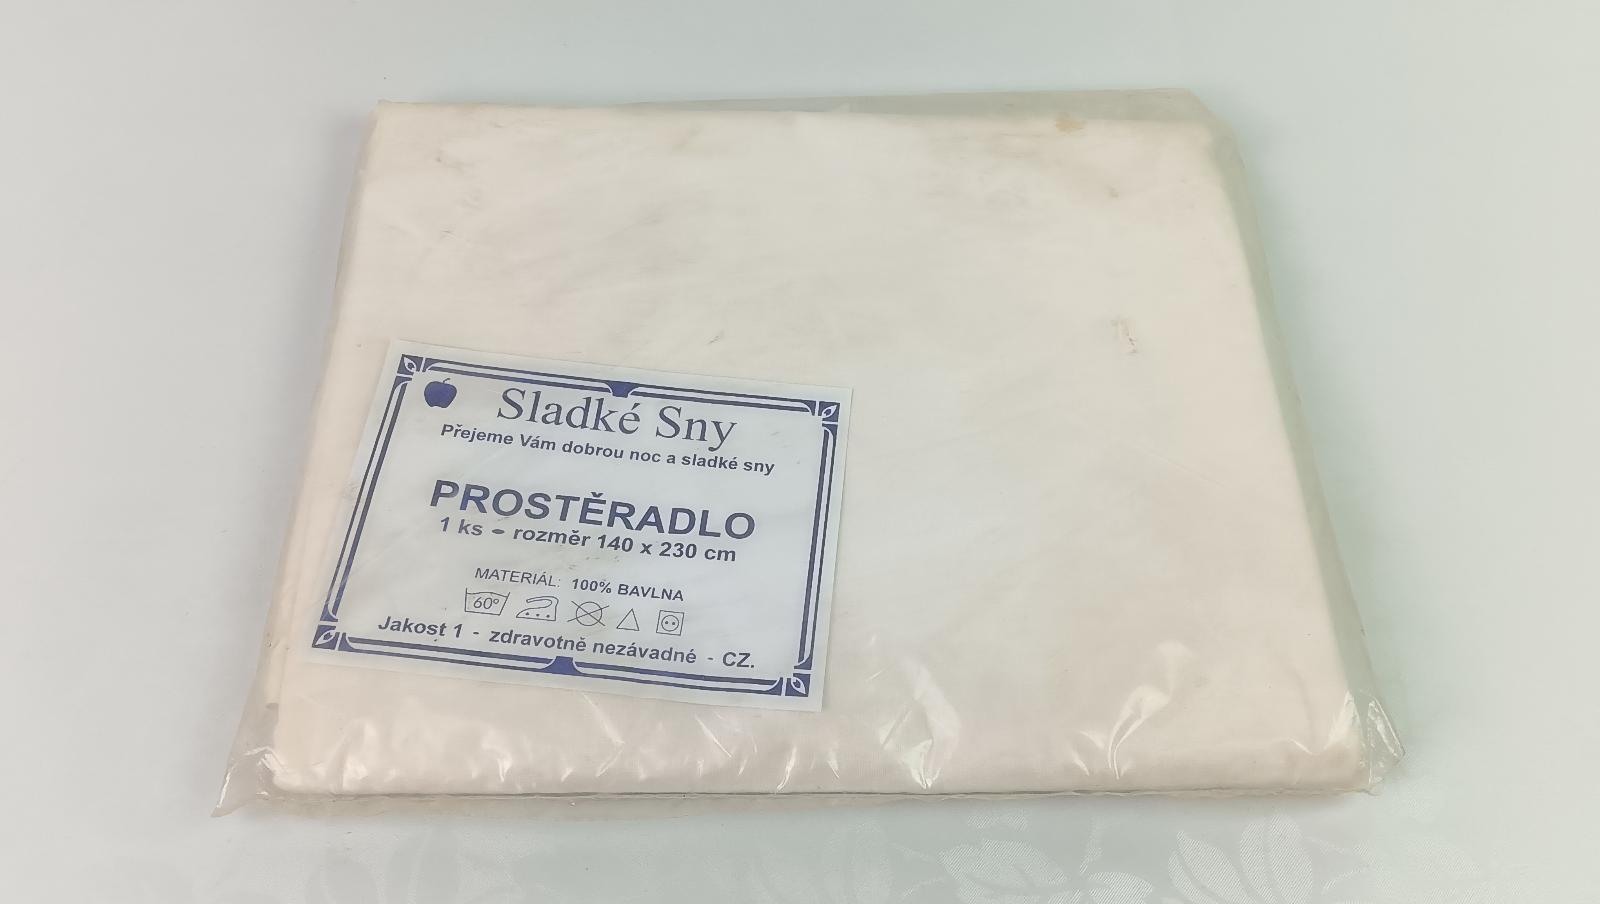 Sladké Sny
Přejeme Vám dobrou noc a sladké sny
PROSTĚRADLO
1 ks - rozměr 140 x 230 cm
MATERIÁL: 100% BAVLNA
60°
Jakost 1 - zdravotně nezávadné - CZ.